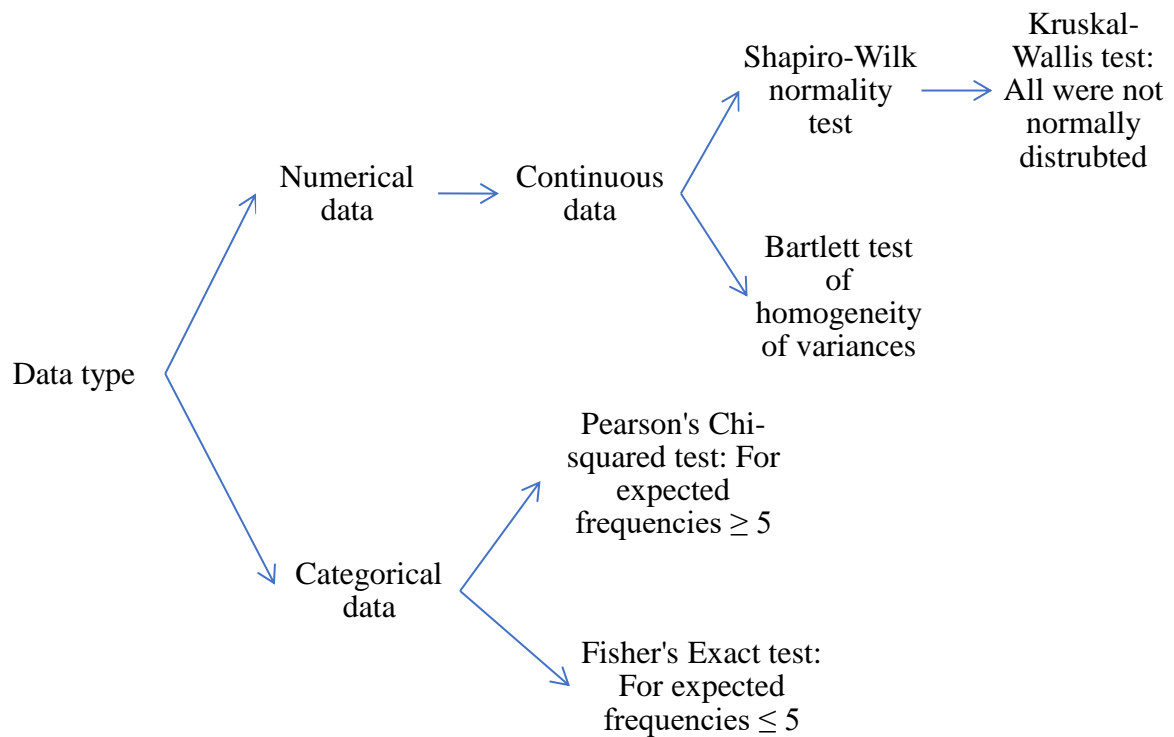 Data type
Numerical
data
Continuous
data
Shapiro-Wilk
normality
test
Kruskal-
Wallis test:
All were not
normally
distrubted
Bartlett test
of
homogeneity
of variances
Categorical
data
Pearson's Chi-
squared test: For
expected
frequencies ≥ 5
Fisher's Exact test:
For expected
frequencies ≤ 5